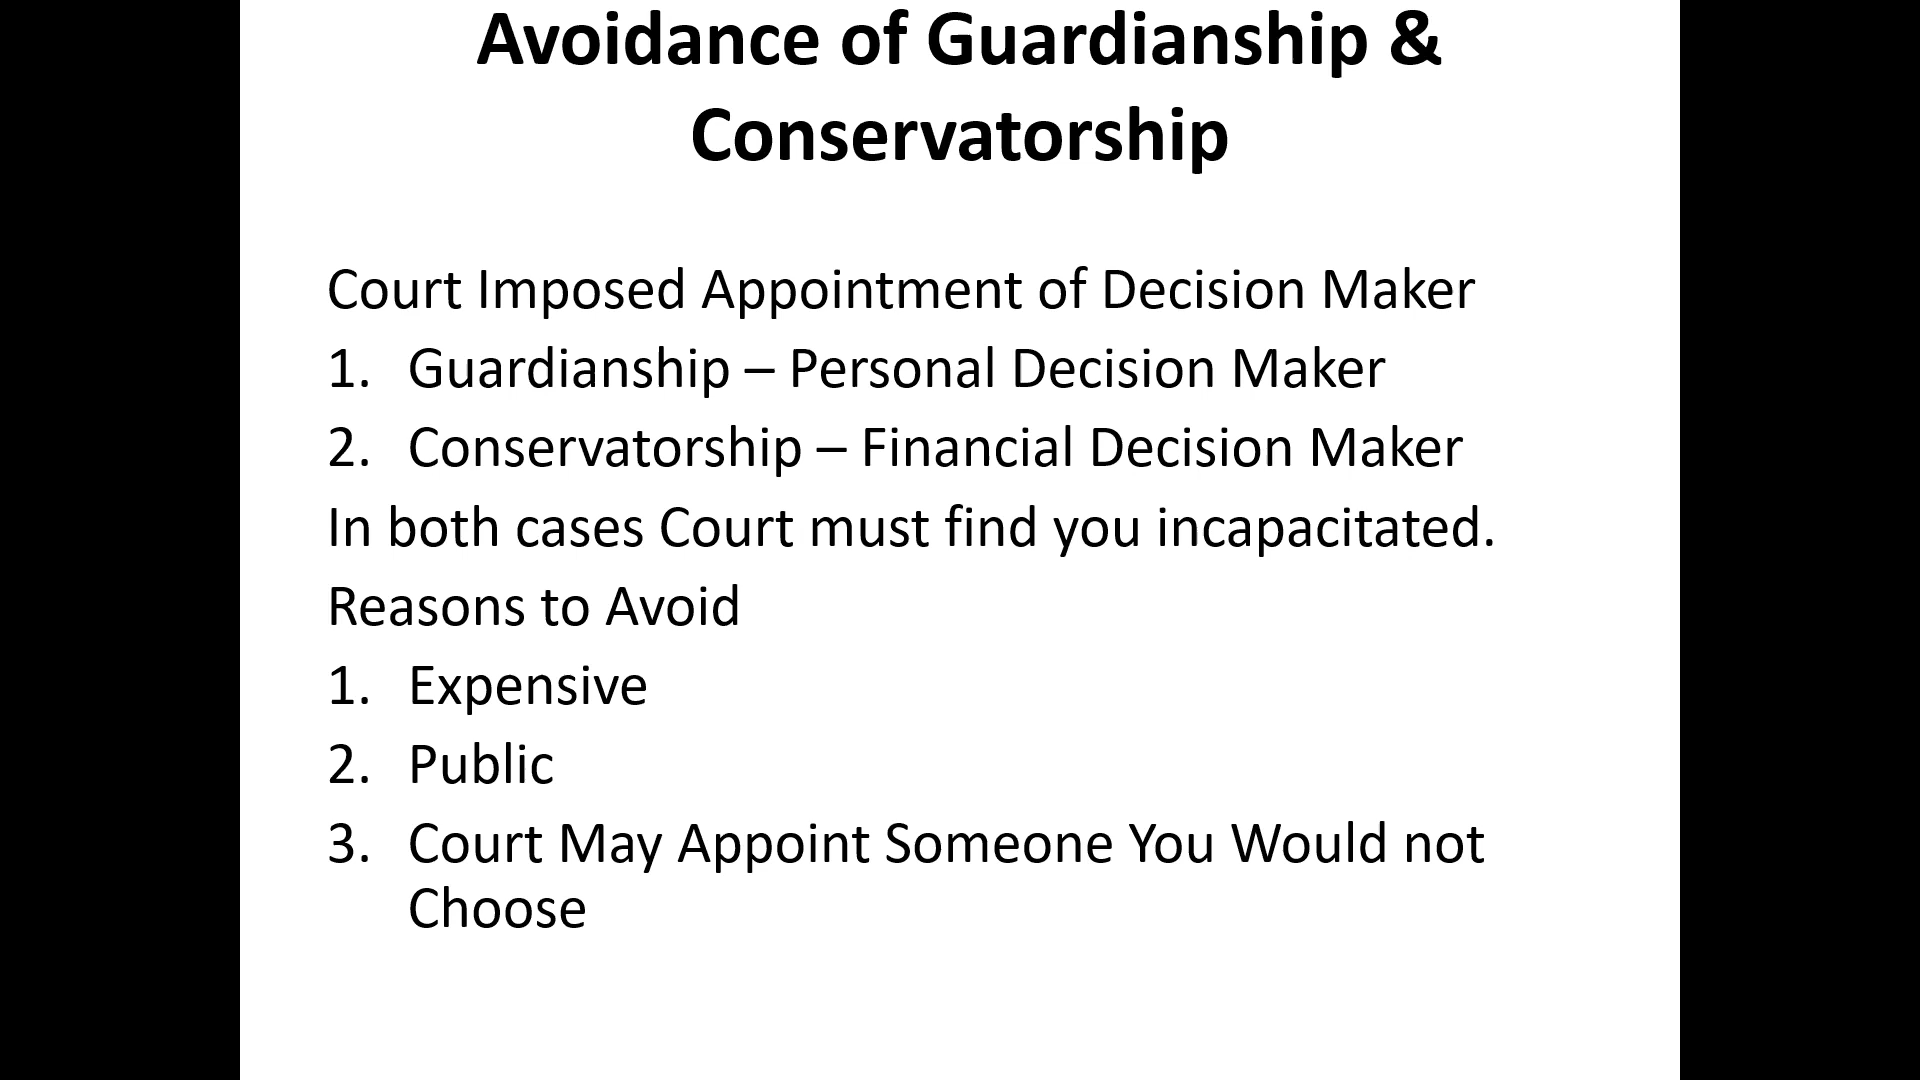 Avoidance of Guardianship &
Conservatorship
Court Imposed Appointment of Decision Maker
1. Guardianship – Personal Decision Maker
2. Conservatorship – Financial Decision Maker
In both cases Court must find you incapacitated.
Reasons to Avoid
1. Expensive
2. Public
3. Court May Appoint Someone You Would not
Choose